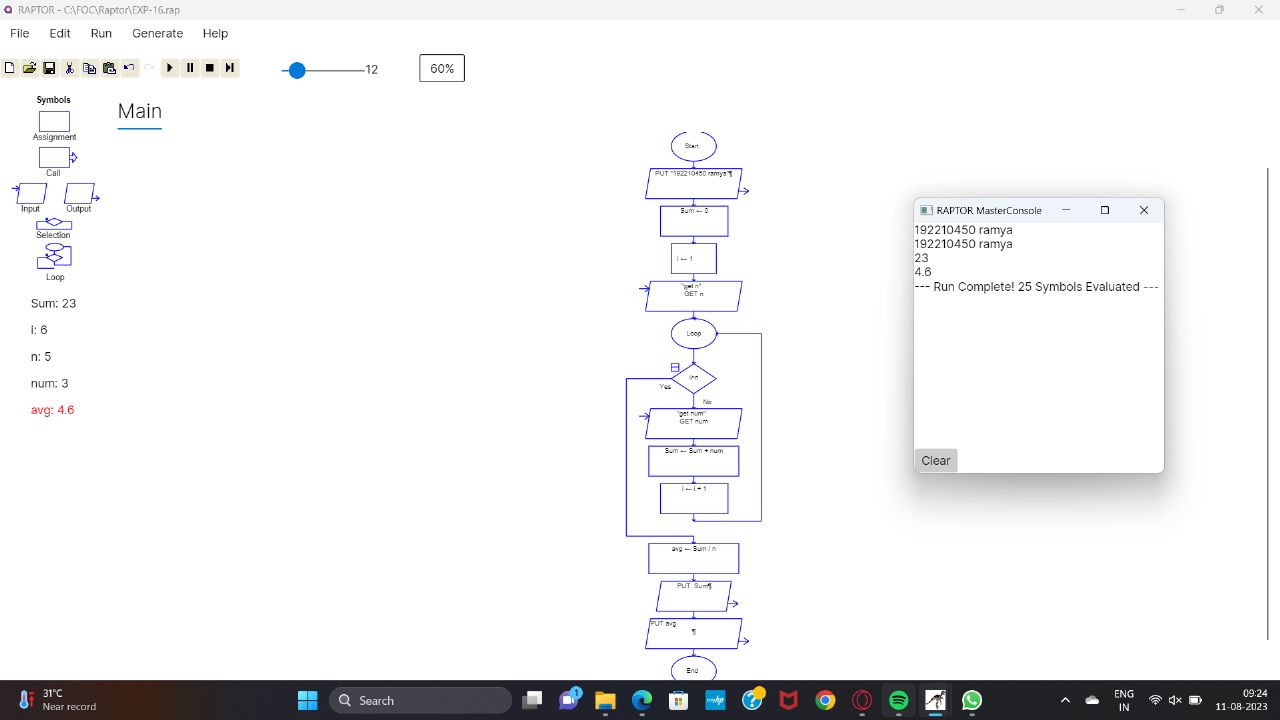 RAPTOR - C:\FOC\Raptor\EXP-16.rap
File Edit Run Generate Help
12
60%
Symbols
Assignment
Call
Input Output
Selection
Loop
Sum: 23
i: 6
n: 5
num: 3
avg: 4.6
Main
Start
PUT "192210450 ramya"¶
Sum ← 0
i ← 1
"get n"
GET n
Loop
i>n
Yes
No
"get num"
GET num
Sum ← Sum + num
i ← i + 1
avg ← Sum / n
PUT Sum¶
PUT avg
¶
End
RAPTOR MasterConsole
192210450 ramya
192210450 ramya
23
4.6
--- Run Complete! 25 Symbols Evaluated ---
Clear
31°C
Near record
Search
1
myhp
ENG
IN
09:24
11-08-2023